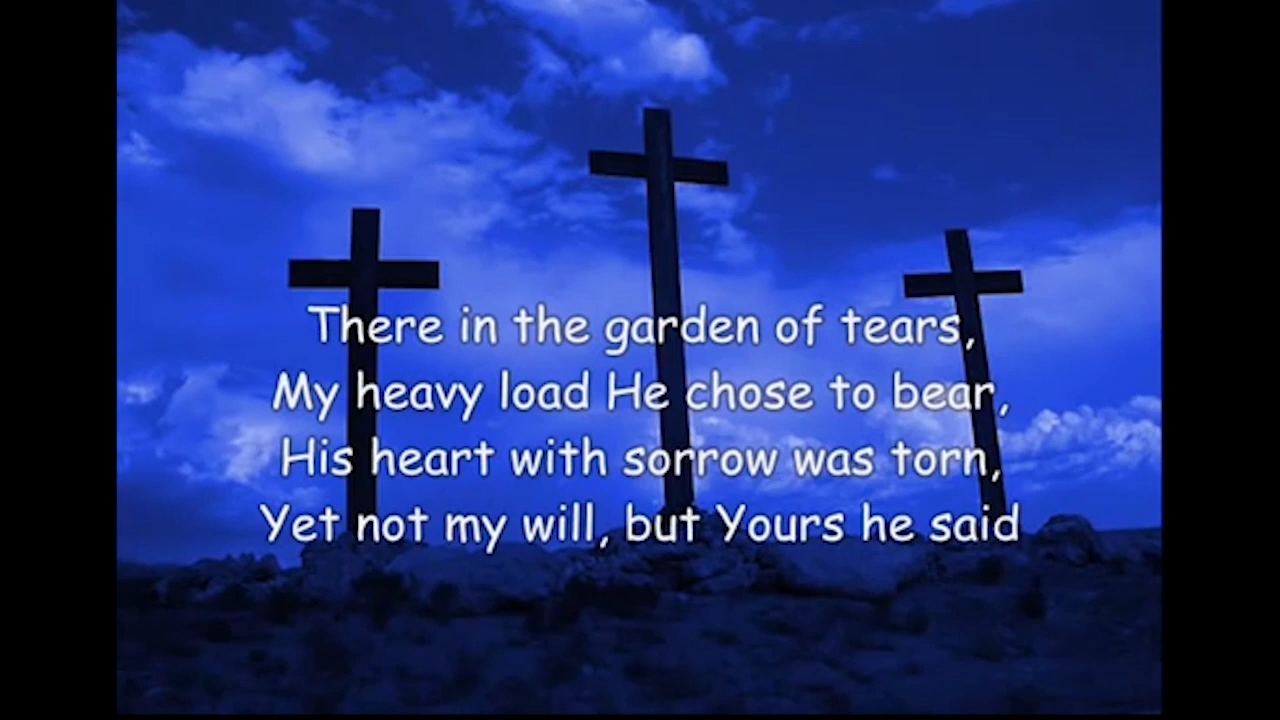 There in the garden of tears,
My heavy load He chose to bear,
His heart with sorrow was torn,
Yet not my will, but Yours he said